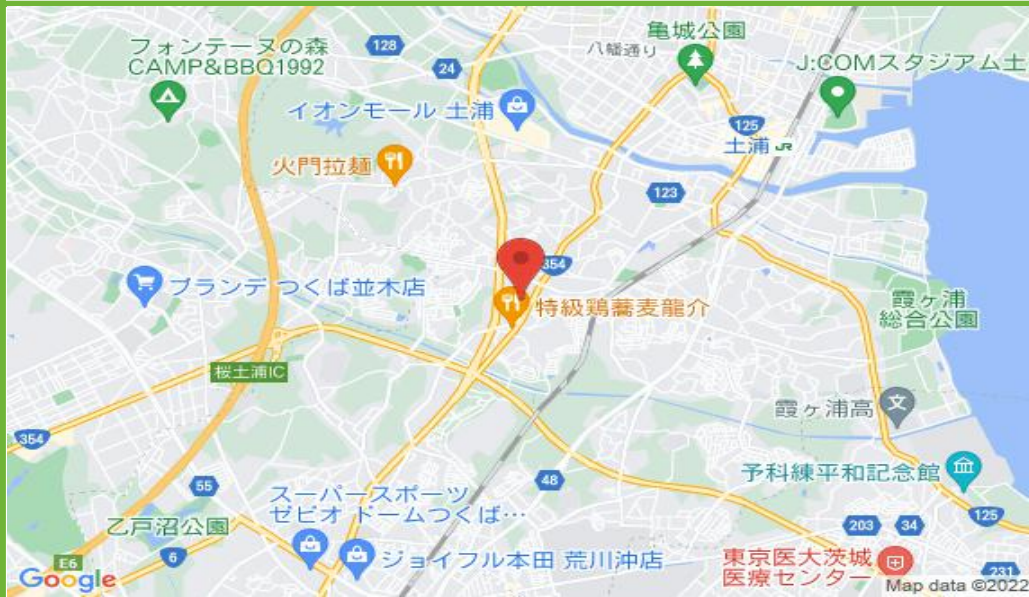 亀城公園
八幡通り
フォンテーヌの森
CAMP&BBQ1992
128
24
J:COMスタジアム土
イオンモール 土浦
125
土浦 JR
火門拉麺
123
354
ブランデ つくば並木店
特級鶏蕎麦龍介
霞ヶ浦
総合公園
桜土浦IC
霞ヶ浦高
354
予科練平和記念館
48
55
スーパースポーツ
ゼビオ ドームつくば…
乙戸沼公園
203
34
125
6
ジョイフル本田 荒川沖店
東京医大茨城
医療センター
E6
231
Google
Map data ©2022